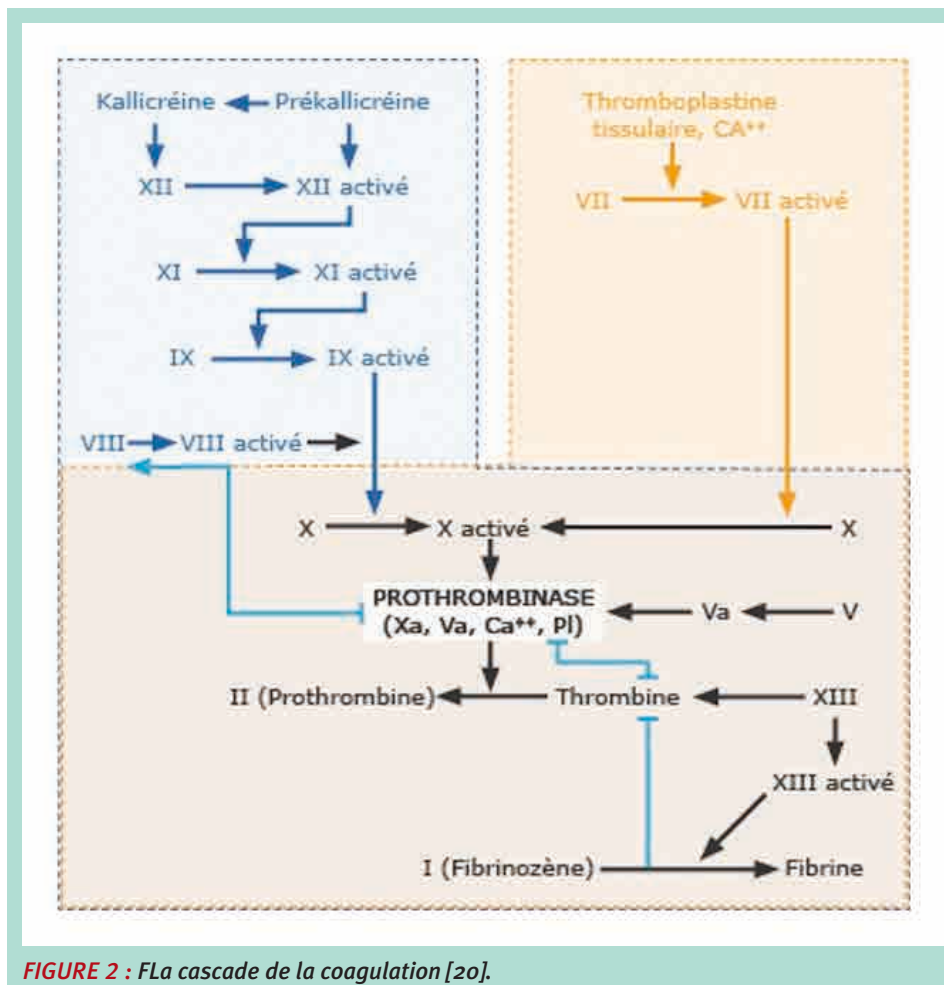 Kallicréine Prékallicréine
Thromboplastine
tissulaire, CA⁺⁺
XII XII activé
VII VII activé
XI XI activé
IX IX activé
VIII VIII activé
X X activé X
PROTHROMBINASE
(Xa, Va, Ca⁺⁺, Pl)
Va V
II (Prothrombine) Thrombine XIII
XIII activé
I (Fibrinozène) Fibrine
FIGURE 2 : FLa cascade de la coagulation [20].